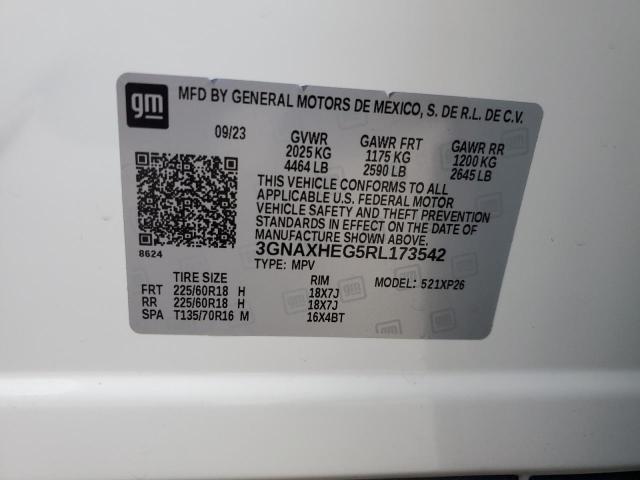 gm MFD BY GENERAL MOTORS DE MEXICO, S. DE R.L. DE C.V.
09/23 GVWR GAWR FRT GAWR RR
2025 KG 1175 KG 1200 KG
4464 LB 2590 LB 2645 LB
THIS VEHICLE CONFORMS TO ALL
APPLICABLE U.S. FEDERAL MOTOR
VEHICLE SAFETY AND THEFT PREVENTION
STANDARDS IN EFFECT ON THE DATE OF
MANUFACTURE SHOWN ABOVE.
3GNAXHEG5RL173542
8624
TYPE: MPV
TIRE SIZE RIM MODEL: 521XP26
FRT 225/60R18 H 18X7J
RR 225/60R18 H 18X7J
SPA T135/70R16 M 16X4BT